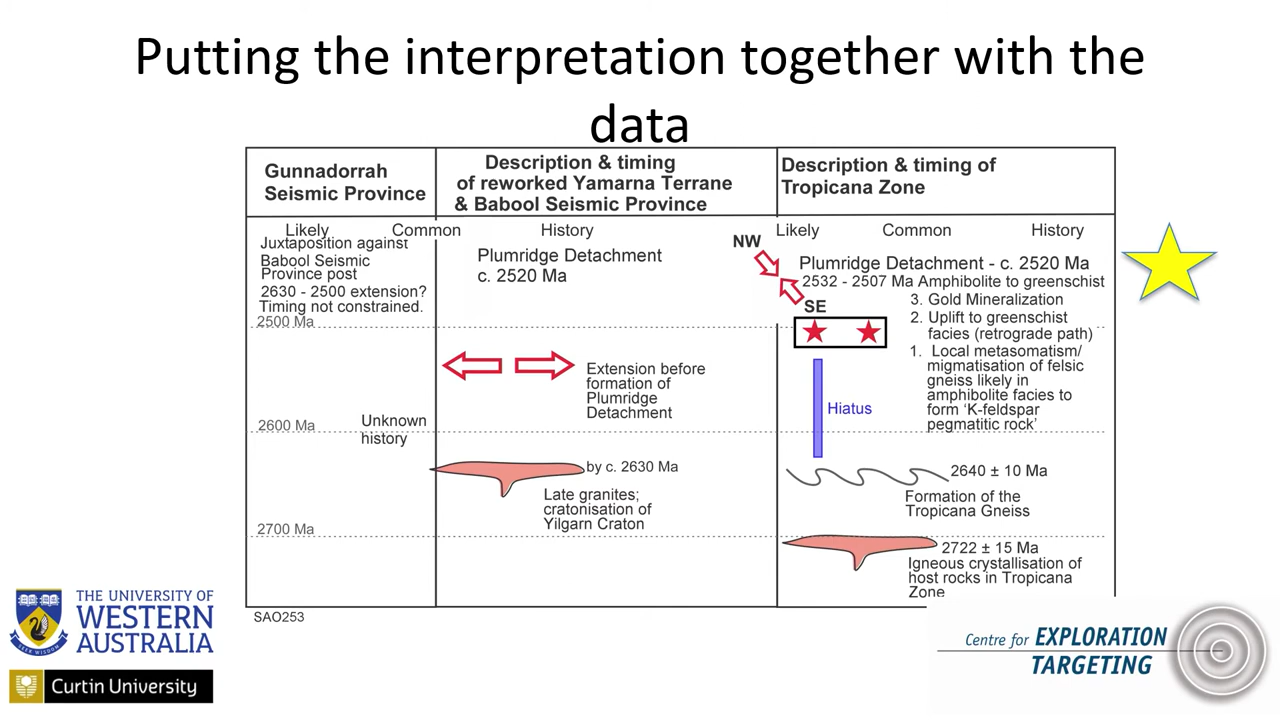 Putting the interpretation together with the
data
Gunnadorrah
Seismic Province
Description & timing
of reworked Yamarna Terrane
& Babool Seismic Province
Description & timing of
Tropicana Zone
Likely Common History
Juxtaposition against
Babool Seismic
Province post
2630 - 2500 extension?
Timing not constrained.
2500 Ma
Unknown
history
2600 Ma
2700 Ma
Plumridge Detachment
c. 2520 Ma
Extension before
formation of
Plumridge
Detachment
by c. 2630 Ma
Late granites;
cratonisation of
Yilgarn Craton
NW
SE
Likely Common History
Plumridge Detachment - c. 2520 Ma
2532 - 2507 Ma Amphibolite to greenschist
3. Gold Mineralization
2. Uplift to greenschist
facies (retrograde path)
1. Local metasomatism/
migmatisation of felsic
gneiss likely in
amphibolite facies to
form ‘K-feldspar
pegmatitic rock’
Hiatus
2640 ± 10 Ma
Formation of the
Tropicana Gneiss
2722 ± 15 Ma
Igneous crystallisation of
host rocks in Tropicana
Zone
SAO253
THE UNIVERSITY OF
WESTERN
AUSTRALIA
SEEK WISDOM
Curtin University
Centre for EXPLORATION
TARGETING